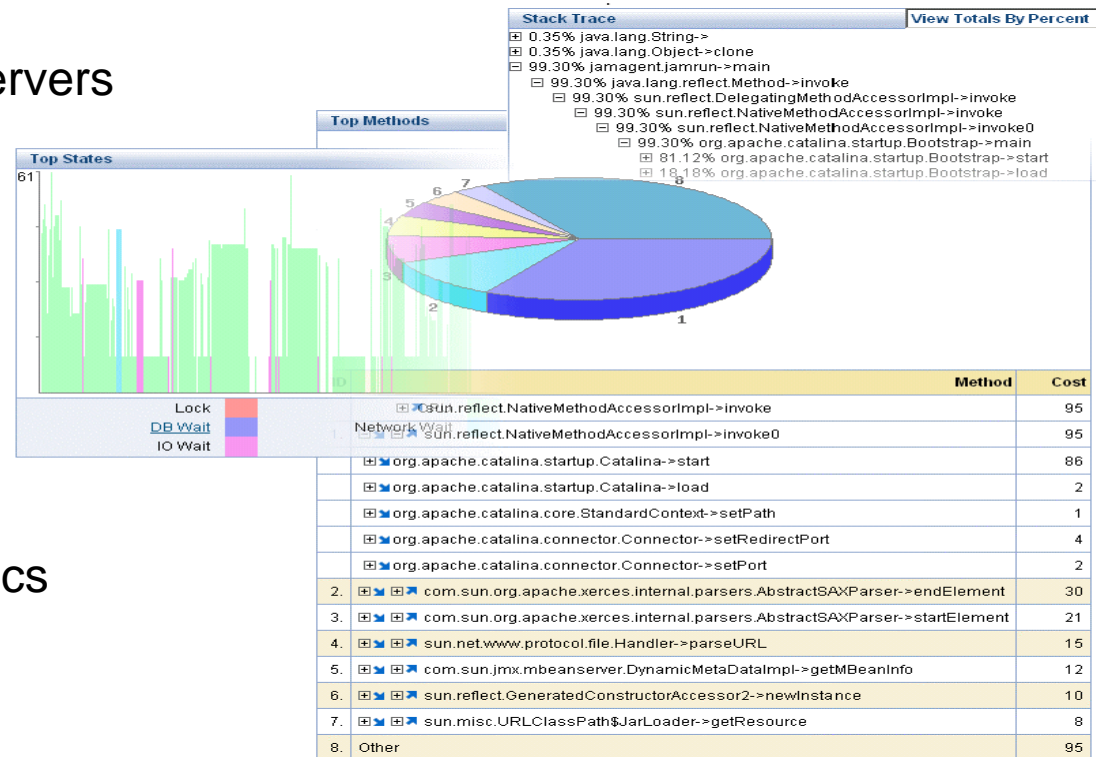 ervers
cs
Stack Trace
View Totals By Percent
0.35% java.lang.String->
0.35% java.lang.Object->clone
99.30% jamagent.jamrun->main
99.30% java.lang.reflect.Method->invoke
99.30% sun.reflect.DelegatingMethodAccessorImpl->invoke
99.30% sun.reflect.NativeMethodAccessorImpl->invoke
99.30% sun.reflect.NativeMethodAccessorImpl->invoke0
99.30% org.apache.catalina.startup.Bootstrap->main
81.12% org.apache.catalina.startup.Bootstrap->start
18.18% org.apache.catalina.startup.Bootstrap->load
Top Methods
Top States
61
7
8
6
5
4
3
2
1
Lock
DB Wait
IO Wait
Network Wait
ID Method Cost
sun.reflect.NativeMethodAccessorImpl->invoke 95
1. sun.reflect.NativeMethodAccessorImpl->invoke0 95
org.apache.catalina.startup.Catalina->start 86
org.apache.catalina.startup.Catalina->load 2
org.apache.catalina.core.StandardContext->setPath 1
org.apache.catalina.connector.Connector->setRedirectPort 4
org.apache.catalina.connector.Connector->setPort 2
2. com.sun.org.apache.xerces.internal.parsers.AbstractSAXParser->endElement 30
3. com.sun.org.apache.xerces.internal.parsers.AbstractSAXParser->startElement 21
4. sun.net.www.protocol.file.Handler->parseURL 15
5. com.sun.jmx.mbeanserver.DynamicMetaDataImpl->getMBeanInfo 12
6. sun.reflect.GeneratedConstructorAccessor2->newInstance 10
7. sun.misc.URLClassPath$JarLoader->getResource 8
8. Other 95